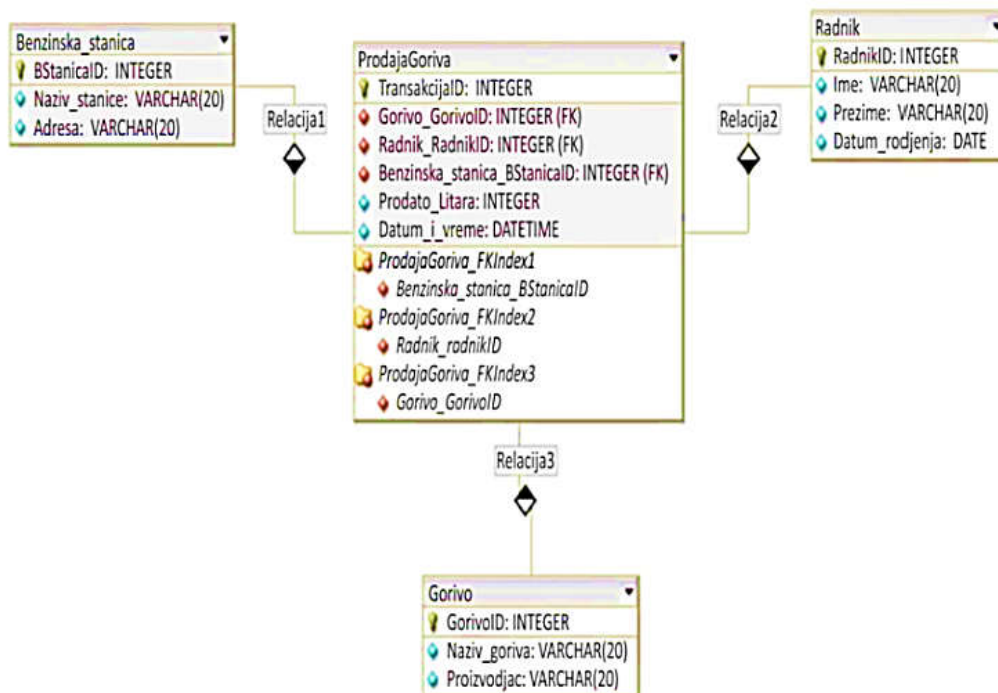 Benzinska_stanica
BStanicaID: INTEGER
Naziv_stanice: VARCHAR(20)
Adresa: VARCHAR(20)
Relacija1
ProdajaGoriva
TransakcijaID: INTEGER
Gorivo_GorivoID: INTEGER (FK)
Radnik_RadnikID: INTEGER (FK)
Benzinska_stanica_BStanicaID: INTEGER (FK)
Prodato_Litara: INTEGER
Datum_i_vreme: DATETIME
ProdajaGoriva_FKIndex1
Benzinska_stanica_BStanicaID
ProdajaGoriva_FKIndex2
Radnik_radnikID
ProdajaGoriva_FKIndex3
Gorivo_GorivoID
Relacija2
Radnik
RadnikID: INTEGER
Ime: VARCHAR(20)
Prezime: VARCHAR(20)
Datum_rodjenja: DATE
Relacija3
Gorivo
GorivoID: INTEGER
Naziv_goriva: VARCHAR(20)
Proizvodjac: VARCHAR(20)